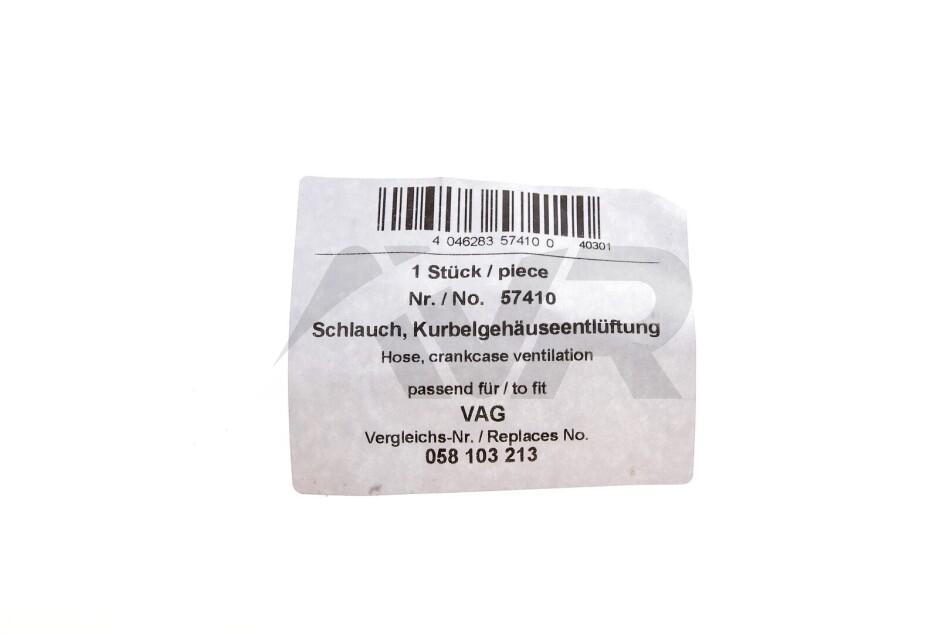 4 046283 57410 0 40301
1 Stück / piece
Nr. / No. 57410
Schlauch, Kurbelgehäuseentlüftung
Hose, crankcase ventilation
passend für / to fit
VAG
Vergleichs-Nr. / Replaces No.
058 103 213